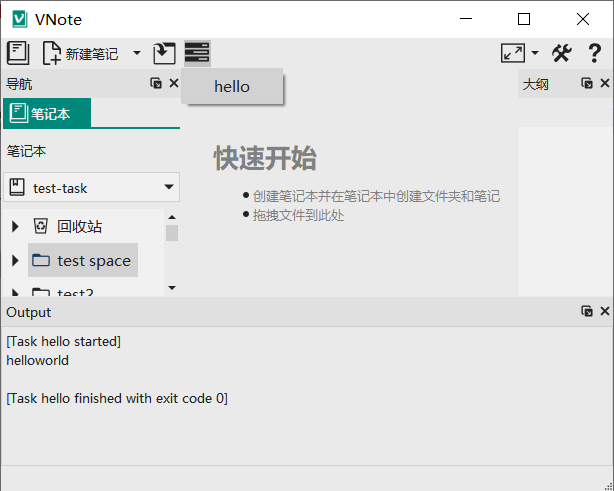 VNote
新建笔记
导航
hello
大纲
笔记本
笔记本
test-task
回收站
test space
test2
快速开始
创建笔记本并在笔记本中创建文件夹和笔记
拖拽文件到此处
Output
[Task hello started]
helloworld
[Task hello finished with exit code 0]